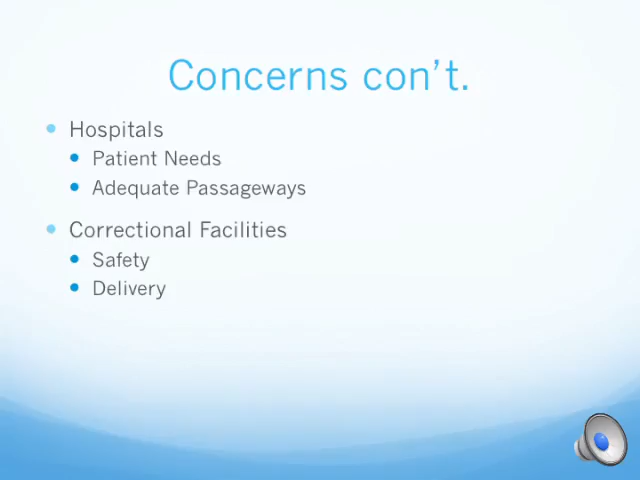 Concerns con’t.
Hospitals
Patient Needs
Adequate Passageways
Correctional Facilities
Safety
Delivery